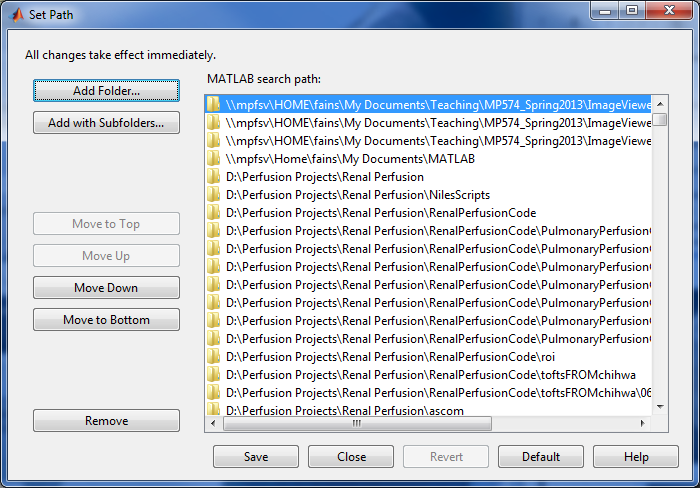 Set Path
All changes take effect immediately.
Add Folder...
Add with Subfolders...
Move to Top
Move Up
Move Down
Move to Bottom
Remove
MATLAB search path:
\\mpfsv\HOME\fains\My Documents\Teaching\MP574_Spring2013\ImageViewe
\\mpfsv\HOME\fains\My Documents\Teaching\MP574_Spring2013\ImageViewe
\\mpfsv\HOME\fains\My Documents\Teaching\MP574_Spring2013\ImageViewe
\\mpfsv\Home\fains\My Documents\MATLAB
D:\Perfusion Projects\Renal Perfusion
D:\Perfusion Projects\Renal Perfusion\NilesScripts
D:\Perfusion Projects\Renal Perfusion\RenalPerfusionCode
D:\Perfusion Projects\Renal Perfusion\RenalPerfusionCode\PulmonaryPerfusionC
D:\Perfusion Projects\Renal Perfusion\RenalPerfusionCode\PulmonaryPerfusionC
D:\Perfusion Projects\Renal Perfusion\RenalPerfusionCode\PulmonaryPerfusionC
D:\Perfusion Projects\Renal Perfusion\RenalPerfusionCode\PulmonaryPerfusionC
D:\Perfusion Projects\Renal Perfusion\RenalPerfusionCode\PulmonaryPerfusionC
D:\Perfusion Projects\Renal Perfusion\RenalPerfusionCode\PulmonaryPerfusionC
D:\Perfusion Projects\Renal Perfusion\RenalPerfusionCode\PulmonaryPerfusionC
D:\Perfusion Projects\Renal Perfusion\RenalPerfusionCode\roi
D:\Perfusion Projects\Renal Perfusion\RenalPerfusionCode\toftsFROMchihwa
D:\Perfusion Projects\Renal Perfusion\RenalPerfusionCode\toftsFROMchihwa\06
D:\Perfusion Projects\Renal Perfusion\ascom
Save
Close
Revert
Default
Help